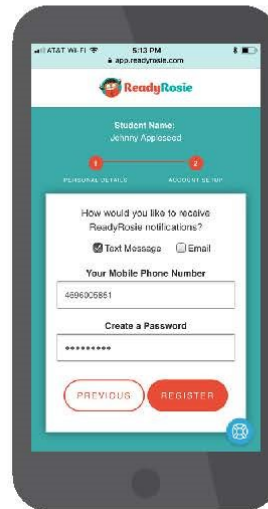 AT&T Wi-Fi 5:13 PM
app.readyrosie.com
ReadyRosie
Student Name:
Johnny Appleseed
1 2
PERSONAL DETAILS ACCOUNT SETUP
How would you like to receive
ReadyRosie notifications?
Text Message Email
Your Mobile Phone Number
4696005851
Create a Password
•••••••••
PREVIOUS REGISTER